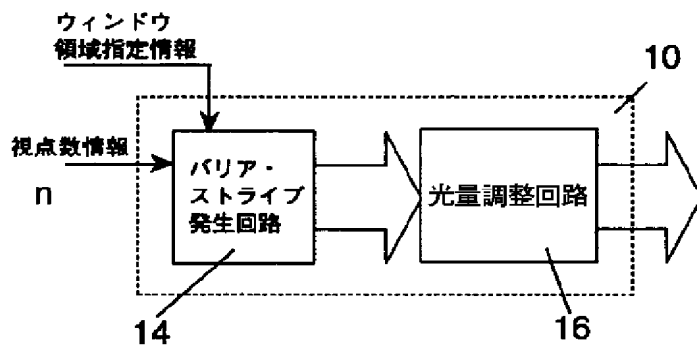 ウィンドウ
領域指定情報
10
視点数情報
n
バリア・
ストライプ
発生回路
光量調整回路
14
16